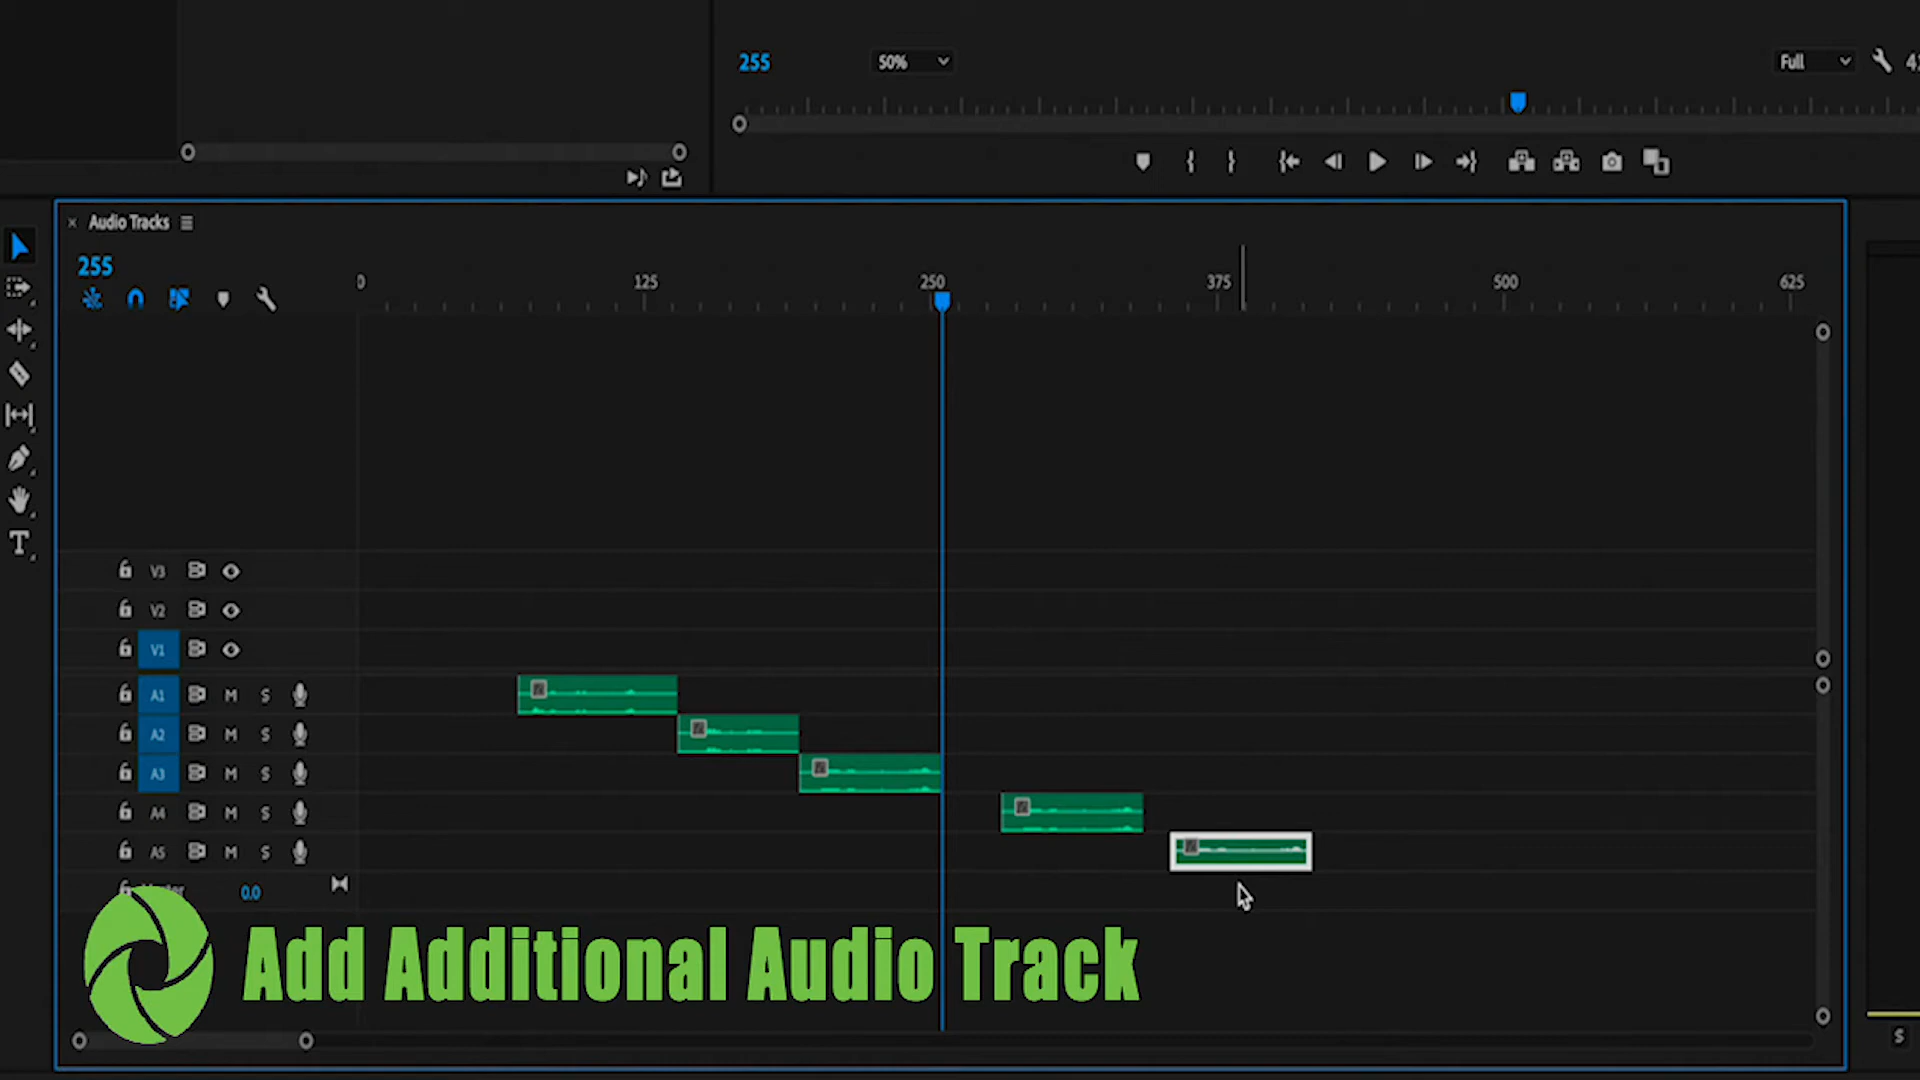 255
50%
Full
Audio Tracks
255
0 125 250 375 500 625
V3
V2
V1
A1 M S
A2 M S
A3 M S
A4 M S
A5 M S
0.0
Add Additional Audio Track
S